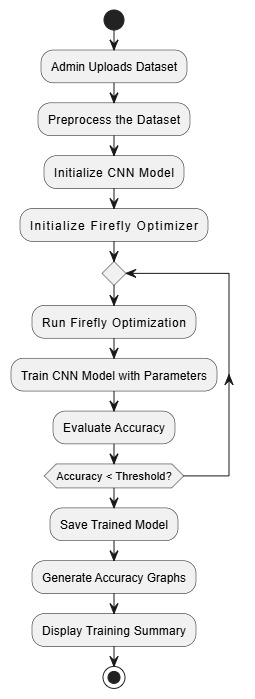 Admin Uploads Dataset
Preprocess the Dataset
Initialize CNN Model
Initialize Firefly Optimizer
Run Firefly Optimization
Train CNN Model with Parameters
Evaluate Accuracy
Accuracy < Threshold?
Save Trained Model
Generate Accuracy Graphs
Display Training Summary